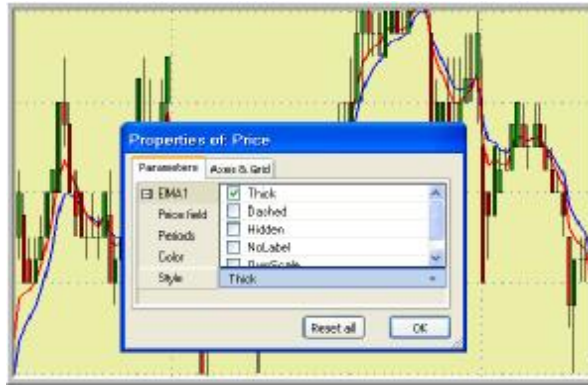 Properties of: Price
Parameters Axes & Grid
EMA1
Thick
Price field
Dashed
Periods
Hidden
Color
NoLabel
OwnScale
Style Thick
Reset all OK